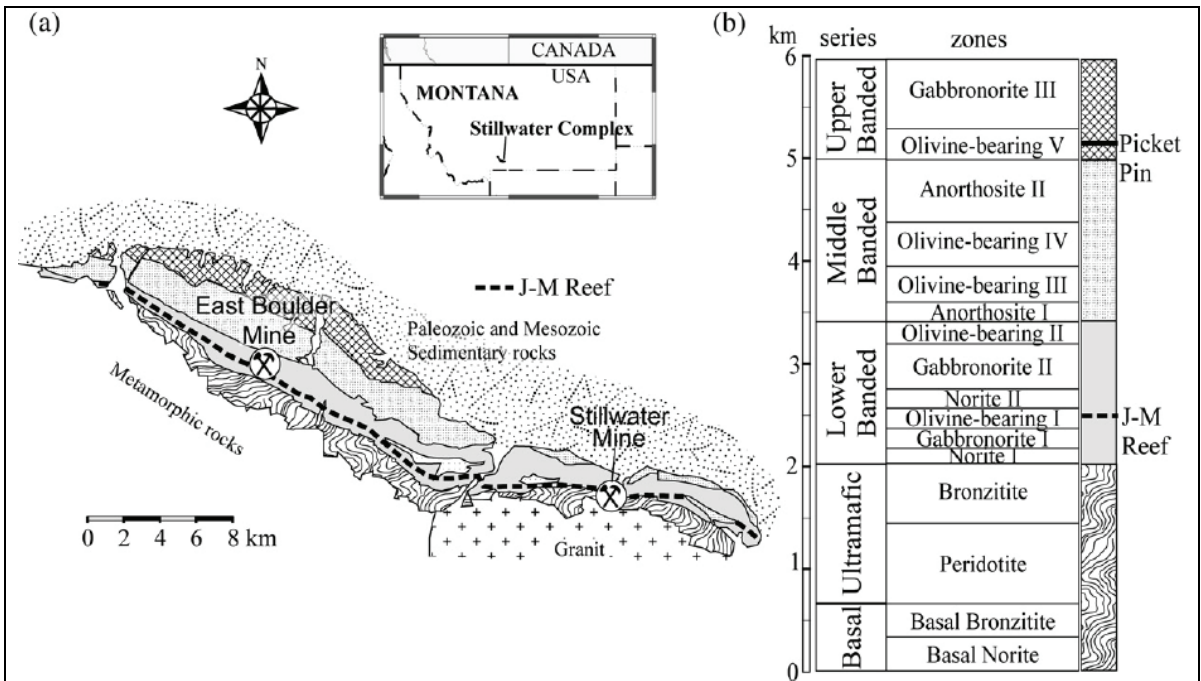 (a)
N
CANADA
USA
MONTANA
Stillwater Complex
J-M Reef
East Boulder
Mine
Paleozoic and Mesozoic
Sedimentary rocks
Metamorphic rocks
Stillwater
Mine
0 2 4 6 8 km
Granit
(b)
km series zones
6
Upper
Banded
Gabbronorite III
Olivine-bearing V
Picket
Pin
5
Middle
Banded
Anorthosite II
Olivine-bearing IV
4
Olivine-bearing III
Anorthosite I
Lower
Banded
Olivine-bearing II
3
Gabbronorite II
Norite II
Olivine-bearing I
J-M
Reef
Gabbronorite I
Norite I
2
Ultramafic
Bronzitite
Peridotite
1
Basal
Basal Bronzitite
Basal Norite
0